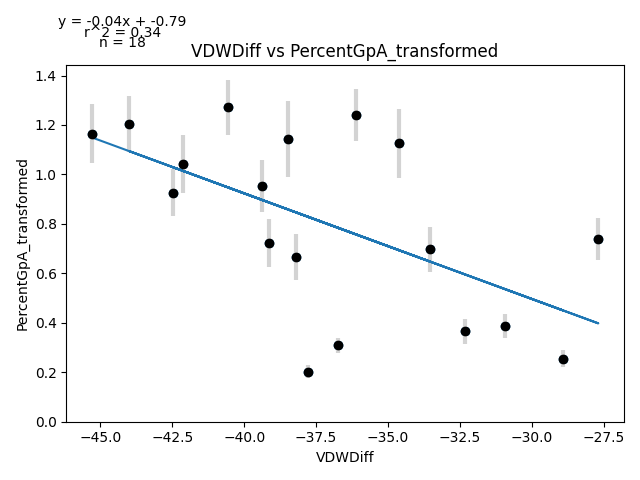 y = -0.04x + -0.79
r^2 = 0.34
n = 18
VDWDiff vs PercentGpA_transformed
1.4
1.2
1.0
0.8
0.6
0.4
0.2
0.0
PercentGpA_transformed
−45.0 −42.5 −40.0 −37.5 −35.0 −32.5 −30.0 −27.5
VDWDiff